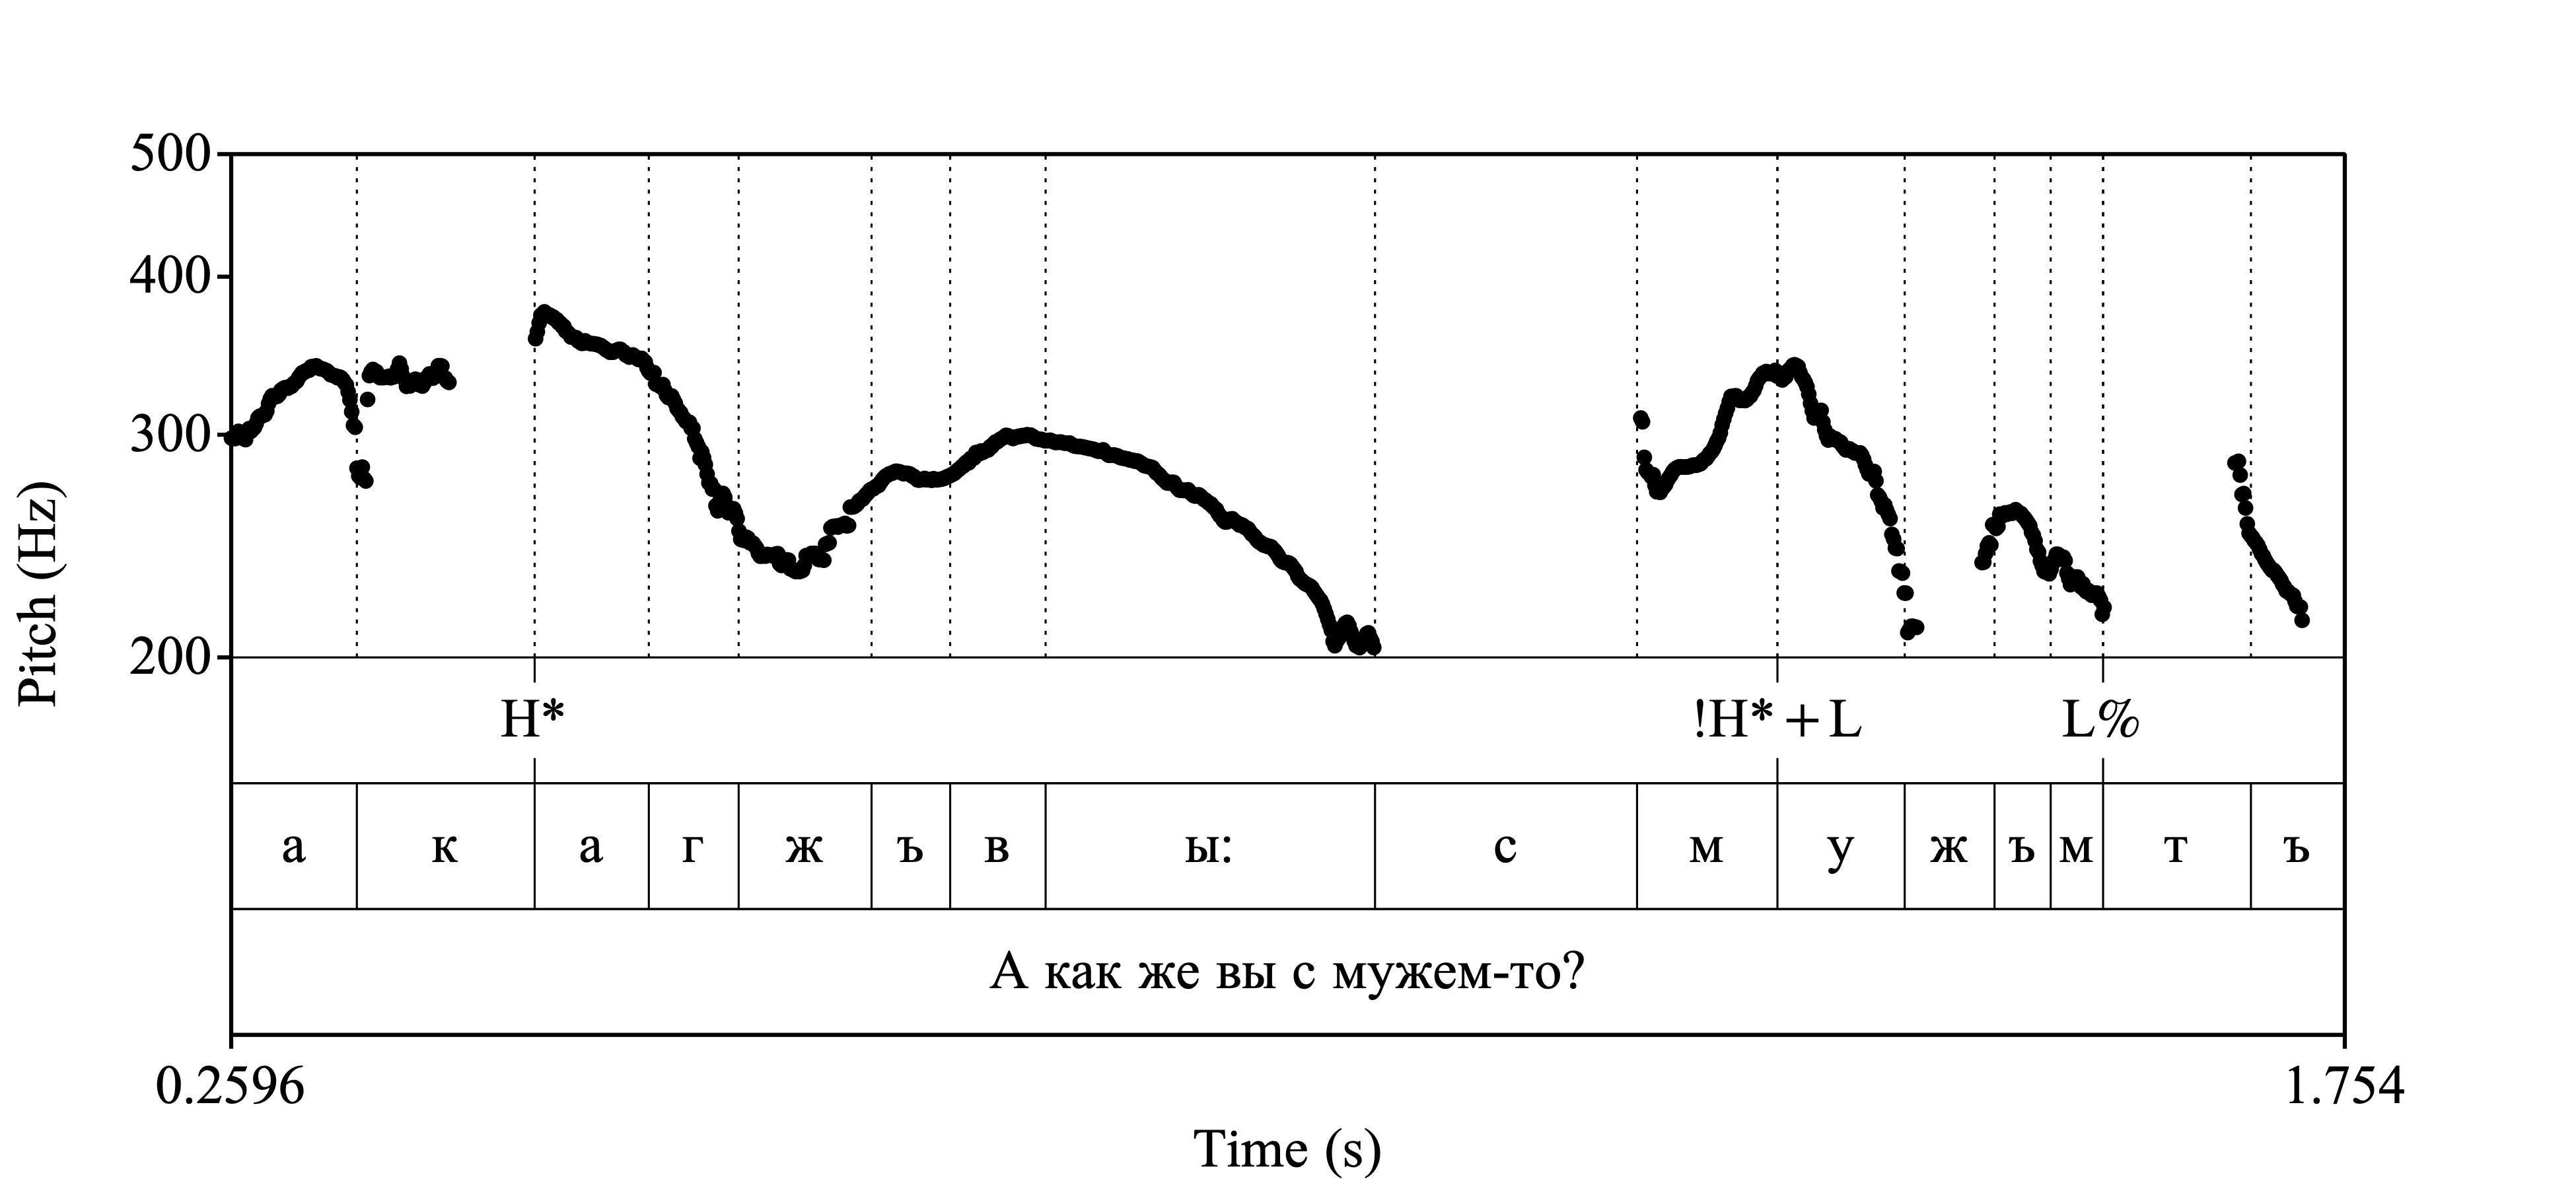 500
400
300
200
Pitch (Hz)
H* !H* + L L%
а к а г ж ъ в ы: с м у ж ъ м т ъ
А как же вы с мужем-то?
0.2596 1.754
Time (s)